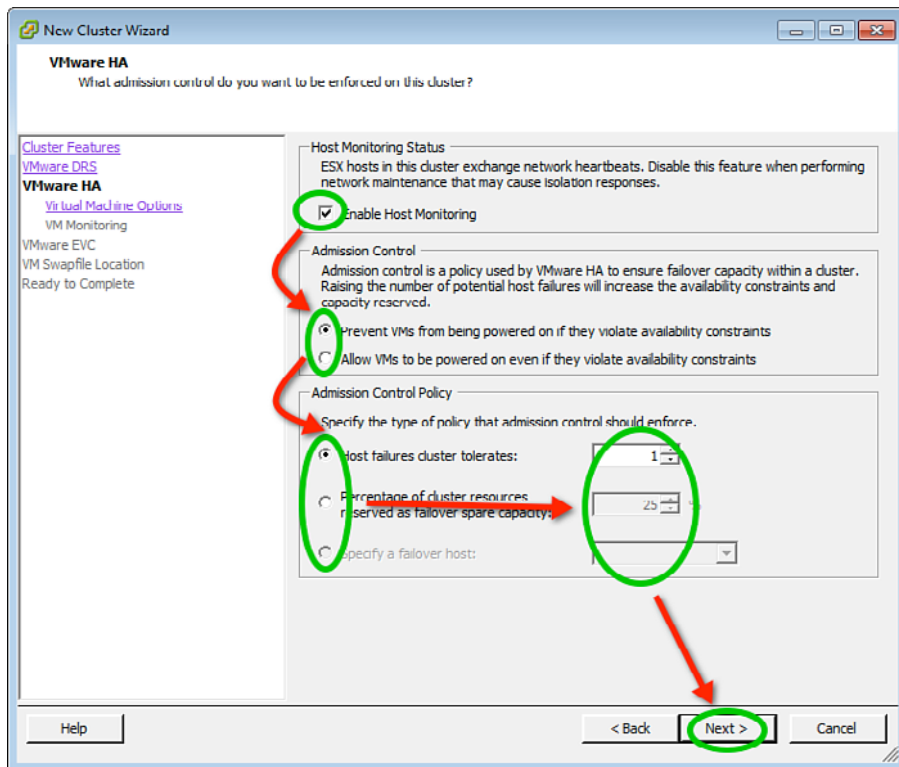 New Cluster Wizard
VMware HA
What admission control do you want to be enforced on this cluster?
Cluster Features
VMware DRS
VMware HA
Virtual Machine Options
VM Monitoring
VMware EVC
VM Swapfile Location
Ready to Complete
Host Monitoring Status
ESX hosts in this cluster exchange network heartbeats. Disable this feature when performing
network maintenance that may cause isolation responses.
Enable Host Monitoring
Admission Control
Admission control is a policy used by VMware HA to ensure failover capacity within a cluster.
Raising the number of potential host failures will increase the availability constraints and
capacity reserved.
Prevent VMs from being powered on if they violate availability constraints
Allow VMs to be powered on even if they violate availability constraints
Admission Control Policy
Specify the type of policy that admission control should enforce.
Host failures cluster tolerates: 1
Percentage of cluster resources
reserved as failover spare capacity: 25 %
Specify a failover host:
Help
< Back
Next >
Cancel